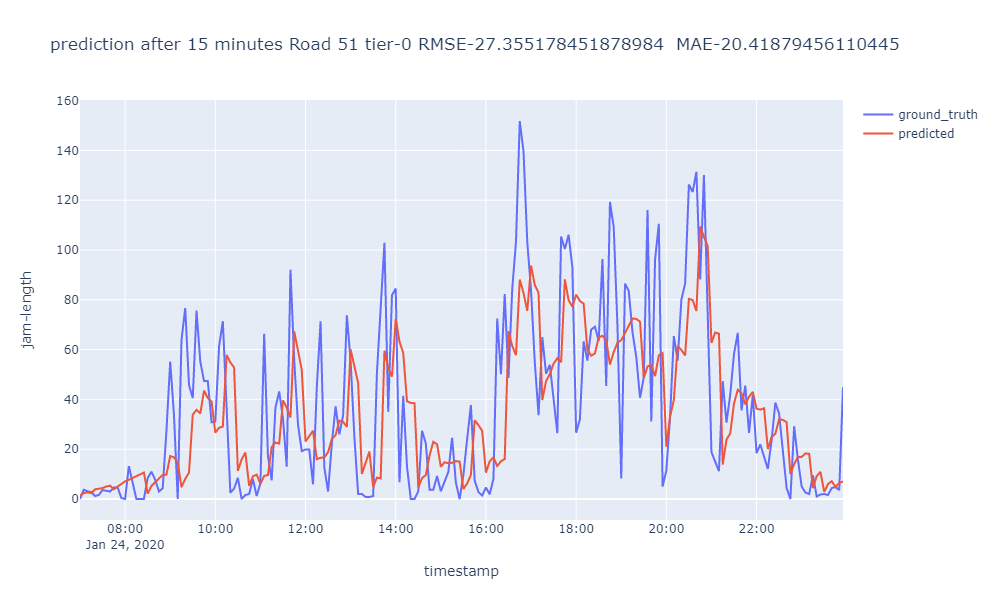 prediction after 15 minutes Road 51 tier-0 RMSE-27.355178451878984  MAE-20.41879456110445
ground_truth
predicted
jam-length
160
140
120
100
80
60
40
20
0
08:00 10:00 12:00 14:00 16:00 18:00 20:00 22:00
Jan 24, 2020
timestamp